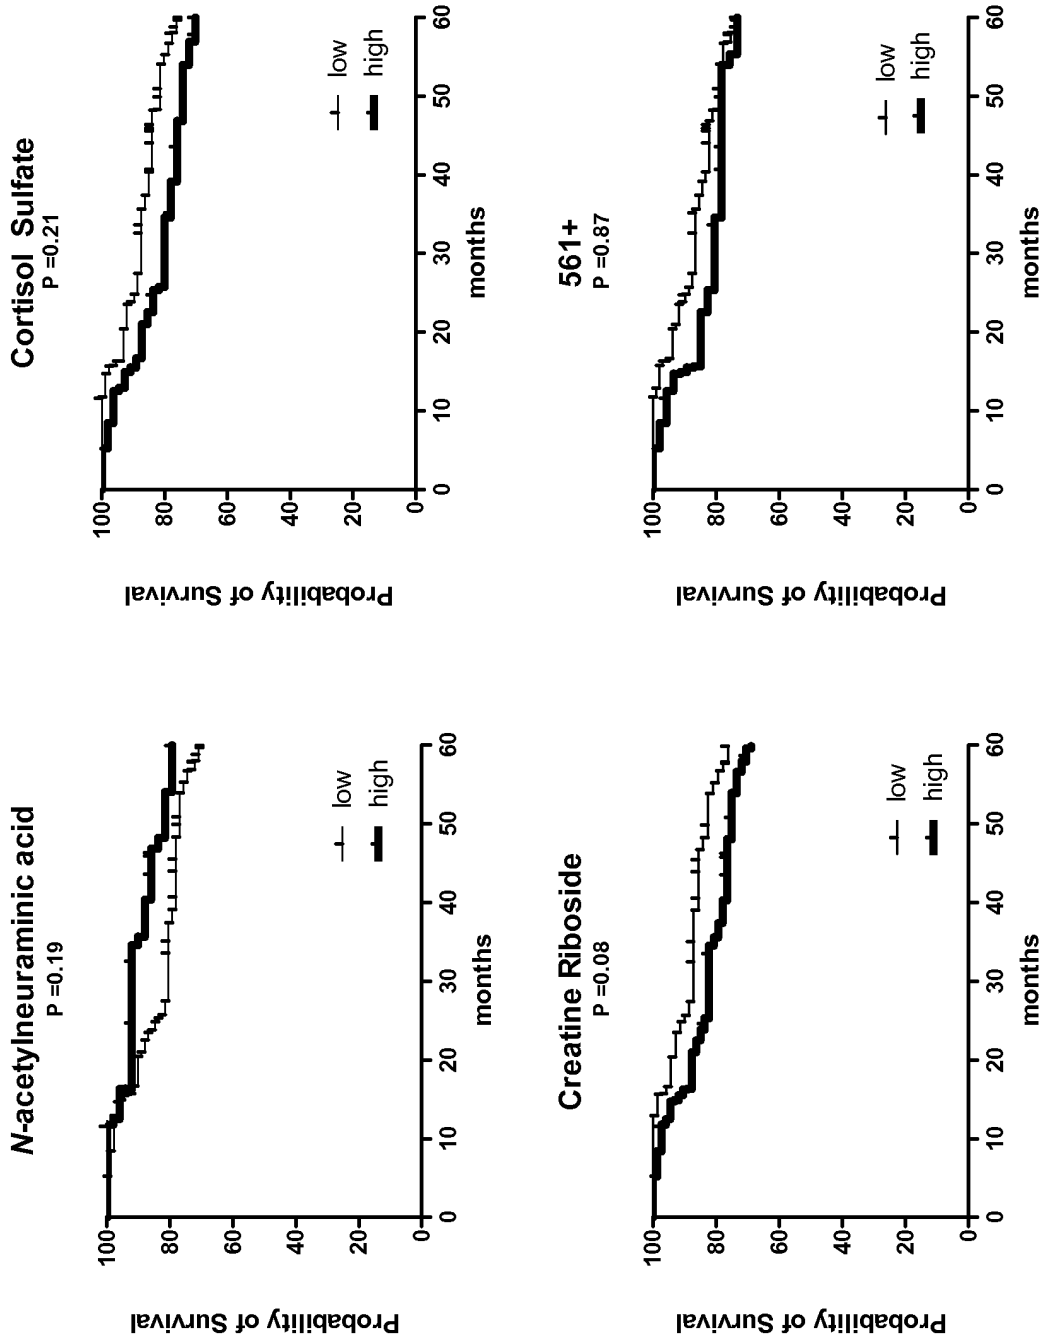 N-acetylneuraminic acid
P =0.19
Probability of Survival
100
80
60
40
20
0
0 10 20 30 40 50 60
months
low
high
Cortisol Sulfate
P =0.21
Probability of Survival
100
80
60
40
20
0
0 10 20 30 40 50 60
months
low
high
Creatine Riboside
P =0.08
Probability of Survival
100
80
60
40
20
0
0 10 20 30 40 50 60
months
low
high
561+
P =0.87
Probability of Survival
100
80
60
40
20
0
0 10 20 30 40 50 60
months
low
high